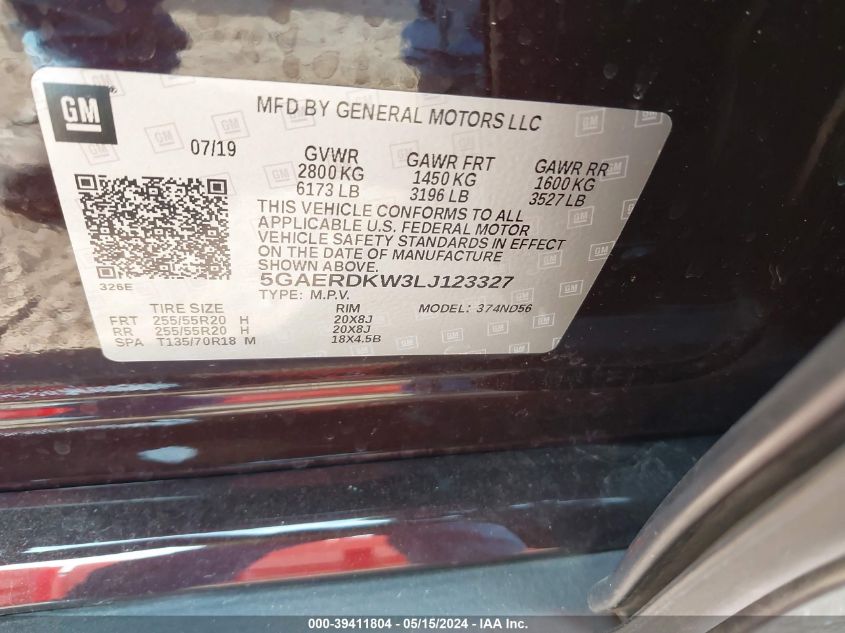 GM
MFD BY GENERAL MOTORS LLC
07/19
GVWR
2800 KG
6173 LB
GAWR FRT
1450 KG
3196 LB
GAWR RR
1600 KG
3527 LB
THIS VEHICLE CONFORMS TO ALL
APPLICABLE U.S. FEDERAL MOTOR
VEHICLE SAFETY STANDARDS IN EFFECT
ON THE DATE OF MANUFACTURE
SHOWN ABOVE.
326E
5GAERDKW3LJ123327
TYPE: M.P.V.
MODEL: 374ND56
TIRE SIZE RIM
FRT 255/55R20 H 20X8J
RR 255/55R20 H 20X8J
SPA T135/70R18 M 18X4.5B
000-39411804 - 05/15/2024 - IAA Inc.